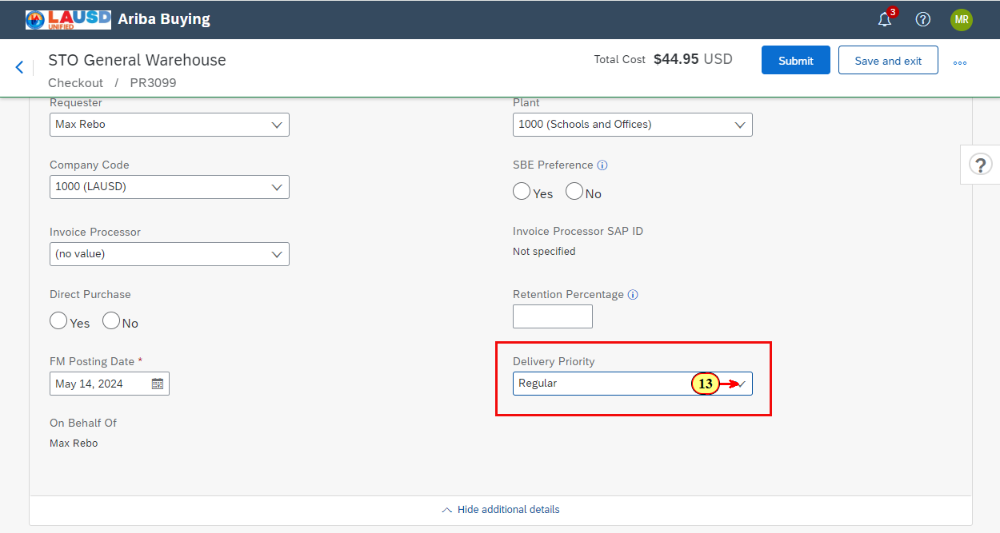 LAUSD
UNIFIED
Ariba Buying
3
MR
STO General Warehouse
Total Cost $44.95 USD
Submit
Save and exit
Checkout / PR3099
Requester
Max Rebo
Plant
1000 (Schools and Offices)
?
Company Code
1000 (LAUSD)
SBE Preference
Yes No
Invoice Processor
(no value)
Invoice Processor SAP ID
Not specified
Direct Purchase
Yes No
Retention Percentage
FM Posting Date *
May 14, 2024
Delivery Priority
Regular
13
On Behalf Of
Max Rebo
Hide additional details